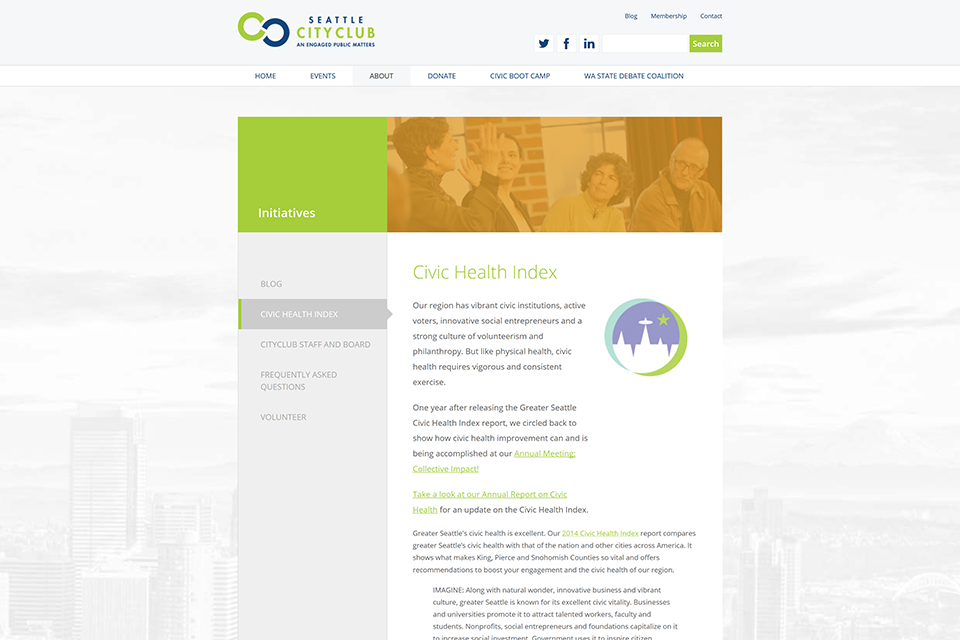 Blog Membership Contact
SEATTLE
CITYCLUB
AN ENGAGED PUBLIC MATTERS
Search
HOME EVENTS ABOUT DONATE CIVIC BOOT CAMP WA STATE DEBATE COALITION
Initiatives
BLOG
CIVIC HEALTH INDEX
CITYCLUB STAFF AND BOARD
FREQUENTLY ASKED
QUESTIONS
VOLUNTEER
Civic Health Index
Our region has vibrant civic institutions, active
voters, innovative social entrepreneurs and a
strong culture of volunteerism and
philanthropy. But like physical health, civic
health requires vigorous and consistent
exercise.
One year after releasing the Greater Seattle
Civic Health Index report, we circled back to
show how civic health improvement can and is
being accomplished at our Annual Meeting:
Collective Impact!
Take a look at our Annual Report on Civic
Health for an update on the Civic Health Index.
Greater Seattle's civic health is excellent. Our 2014 Civic Health Index report compares
greater Seattle's civic health with that of the nation and other cities across America. It
shows what makes King, Pierce and Snohomish Counties so vital and offers
recommendations to boost your engagement and the civic health of our region.
IMAGINE: Along with natural wonder, innovative business and vibrant
culture, greater Seattle is known for its excellent civic vitality. Businesses
and universities promote it to attract talented workers, faculty and
students. Nonprofits, social entrepreneurs and foundations capitalize on it
to increase social investment. Government uses it to inspire citizen